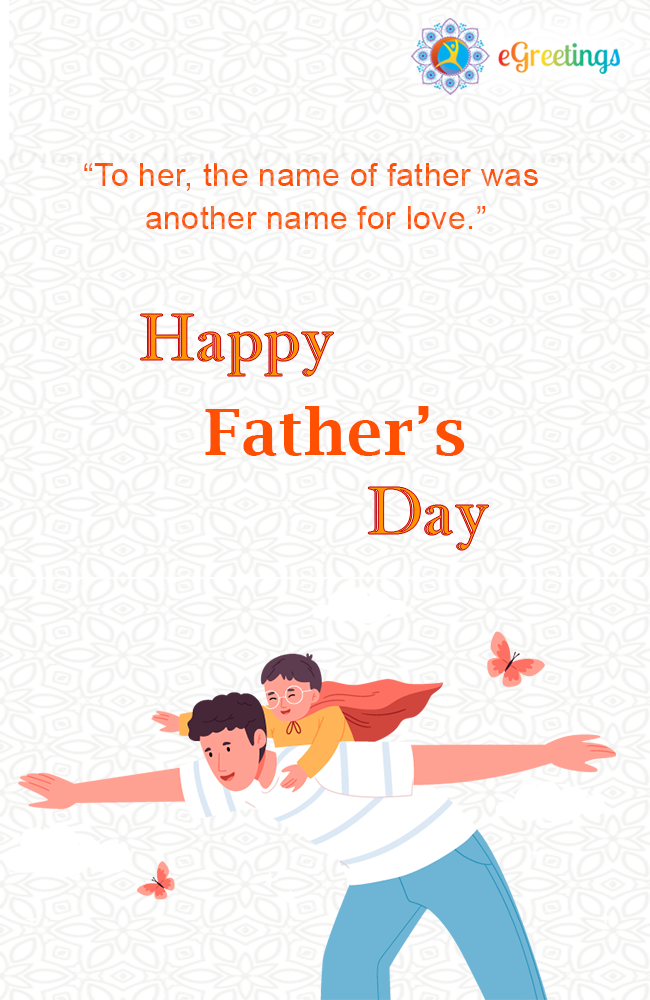 eGreetings
“To her, the name of father was
another name for love.”
Happy
Father’s
Day